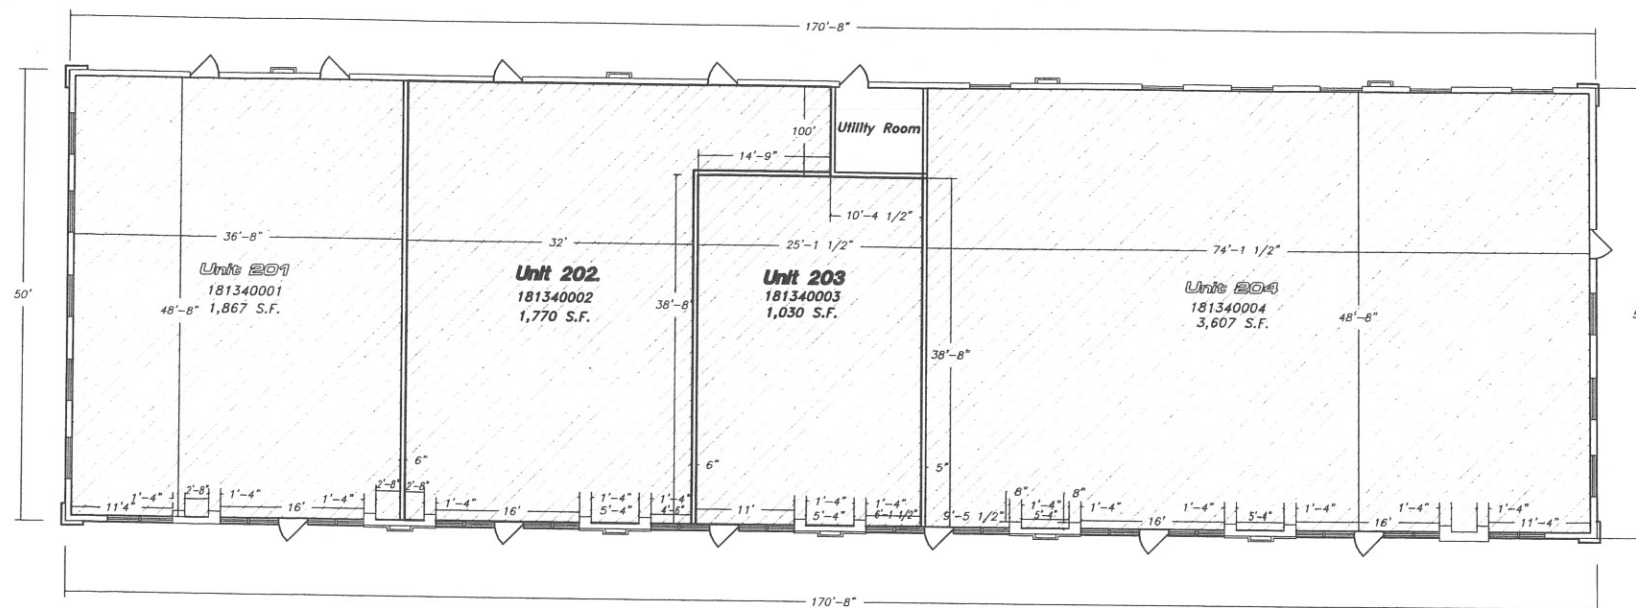 170'-8"
100'
Utility Room
14'-9"
10'-4 1/2"
36'-8"
32'
25'-1 1/2"
74'-1 1/2"
Unit 201
181340001
1,867 S.F.
Unit 202.
181340002
1,770 S.F.
Unit 203
181340003
1,030 S.F.
Unit 204
181340004
3,607 S.F.
50'
48'-8"
38'-8"
38'-8"
48'-8"
6"
6"
5"
1'-4" 2'-8" 1'-4" 1'-4" 2'-8" 2'-8" 1'-4" 1'-4" 1'-4" 1'-4" 1'-4" 8" 1'-4" 8" 1'-4" 1'-4" 1'-4" 1'-4" 1'-4"
11'4" 16' 16' 5'-4" 4'-6" 11' 5'-4" 6'-1 1/2" 9'-5 1/2" 5'-4" 16' 5'-4" 16' 11'-4"
170'-8"